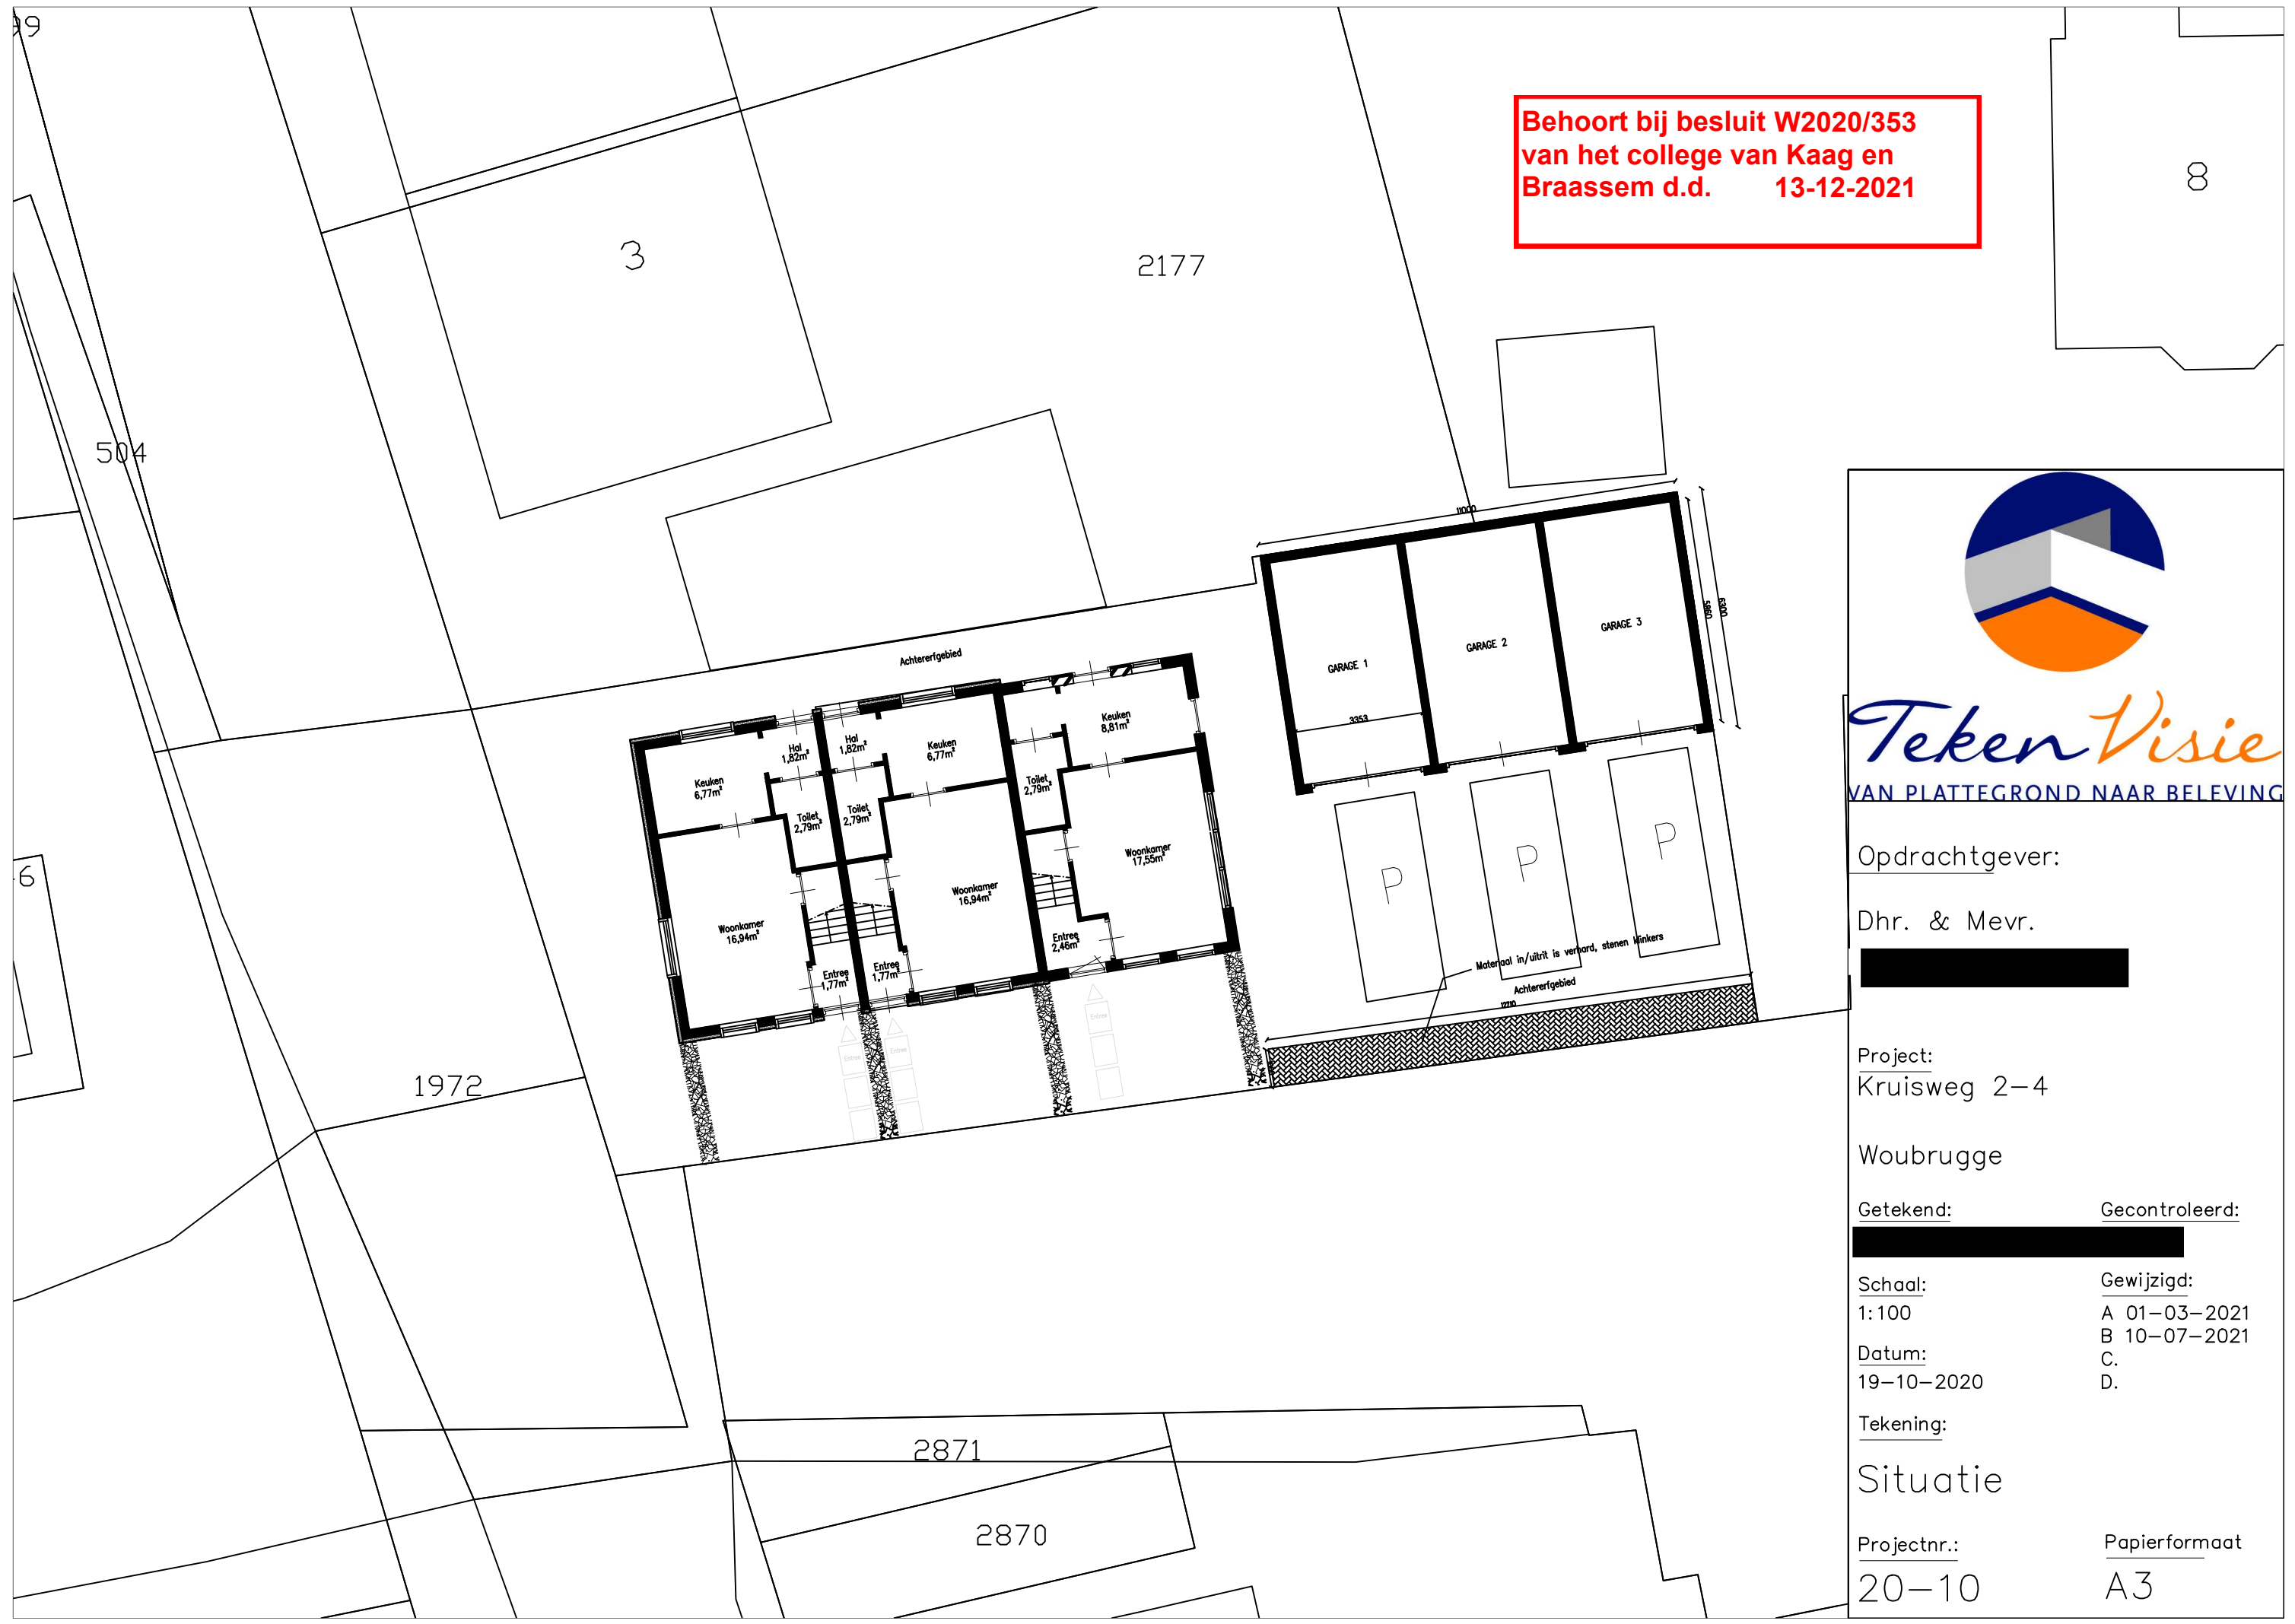 99
3
2177
8
504
6
1972
2871
2870
Behoort bij besluit W2020/353
van het college van Kaag en
Braassem d.d. 13-12-2021
11000
5960
6300
GARAGE 1
GARAGE 2
GARAGE 3
3353
Achtererfgebied
Keuken
6,77m²
Hal
1,82m²
Hal
1,82m²
Keuken
6,77m²
Keuken
8,81m²
Toilet
2,79m²
Toilet
2,79m²
Toilet
2,79m²
Woonkamer
16,94m²
Woonkamer
16,94m²
Woonkamer
17,55m²
Entree
1,77m²
Entree
1,77m²
Entree
2,46m²
Entree
Entree
Entree
P
P
P
Materiaal in/uitrit is verhard, stenen klinkers
Achtererfgebied
TekenVisie
VAN PLATTEGROND NAAR BELEVING
Opdrachtgever:
Dhr. & Mevr.
Project:
Kruisweg 2-4
Woubrugge
Getekend: Gecontroleerd:
Schaal: Gewijzigd:
1:100 A 01-03-2021
B 10-07-2021
Datum: C.
19-10-2020 D.
Tekening:
Situatie
Projectnr.: Papierformaat
20-10 A3